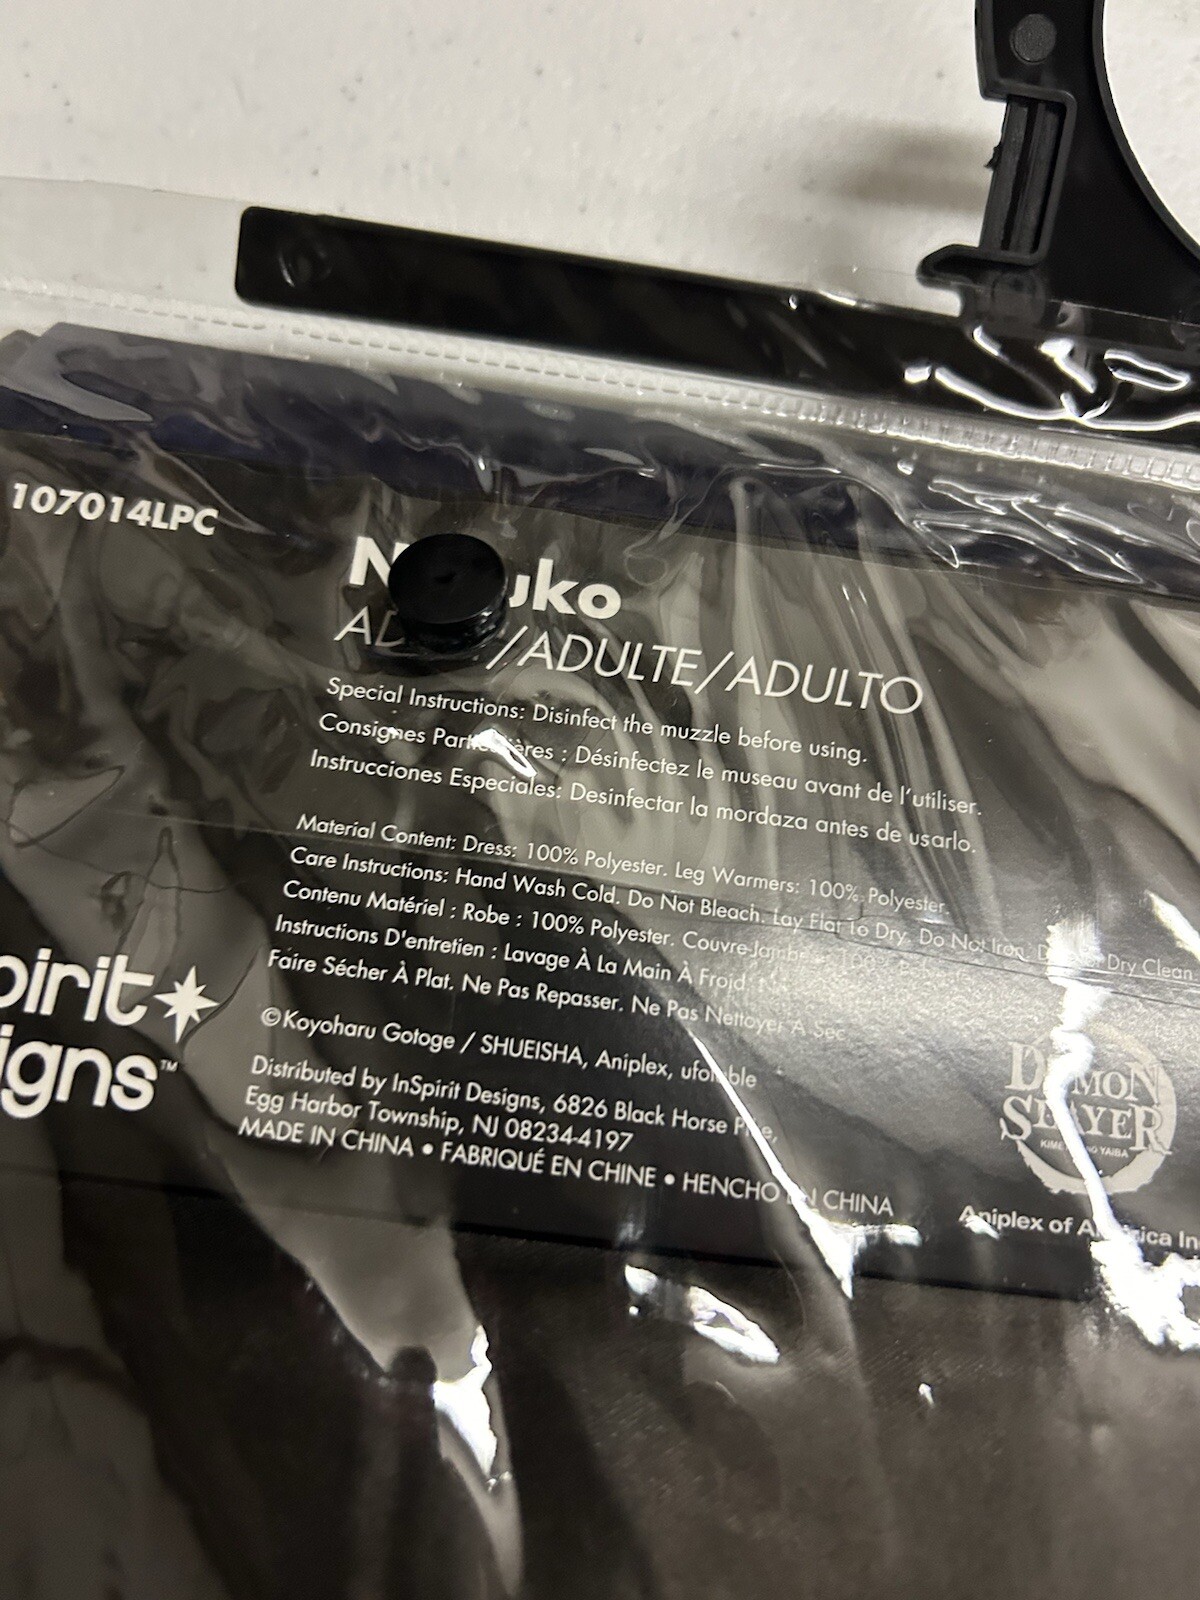 107014LPC
/ADULTE/ADULTO
Special Instructions: Disinfect the muzzle before using.
Consignes : Désinfectez le museau avant de l'utiliser.
Instrucciones Especiales: Desinfectar la mordaza antes de usarlo.
Material Content: Dress: 100% Polyester. Leg Warmers: 100% Polyester.
Care Instructions: Hand Wash Cold. Do Not Bleach. Lay Flat to Dry. Do Not Iron. Dry Clean
Contenu Matériel : Robe : 100% Polyester.
Instructions D'entretien : Lavage À La Main À Froid
Faire Sécher À Plat. Ne Pas Repasser. Ne Pas Nettoyer À Sec
©Koyoharu Gotoge / SHUEISHA, Aniplex, ufotable
Distributed by InSpirit Designs, 6826 Black Horse Pike,
Egg Harbor Township, NJ 08234-4197
MADE IN CHINA • FABRIQUÉ EN CHINE • HENCHO EN CHINA
DEMON
SLAYER
Aniplex of
pirit
igns™